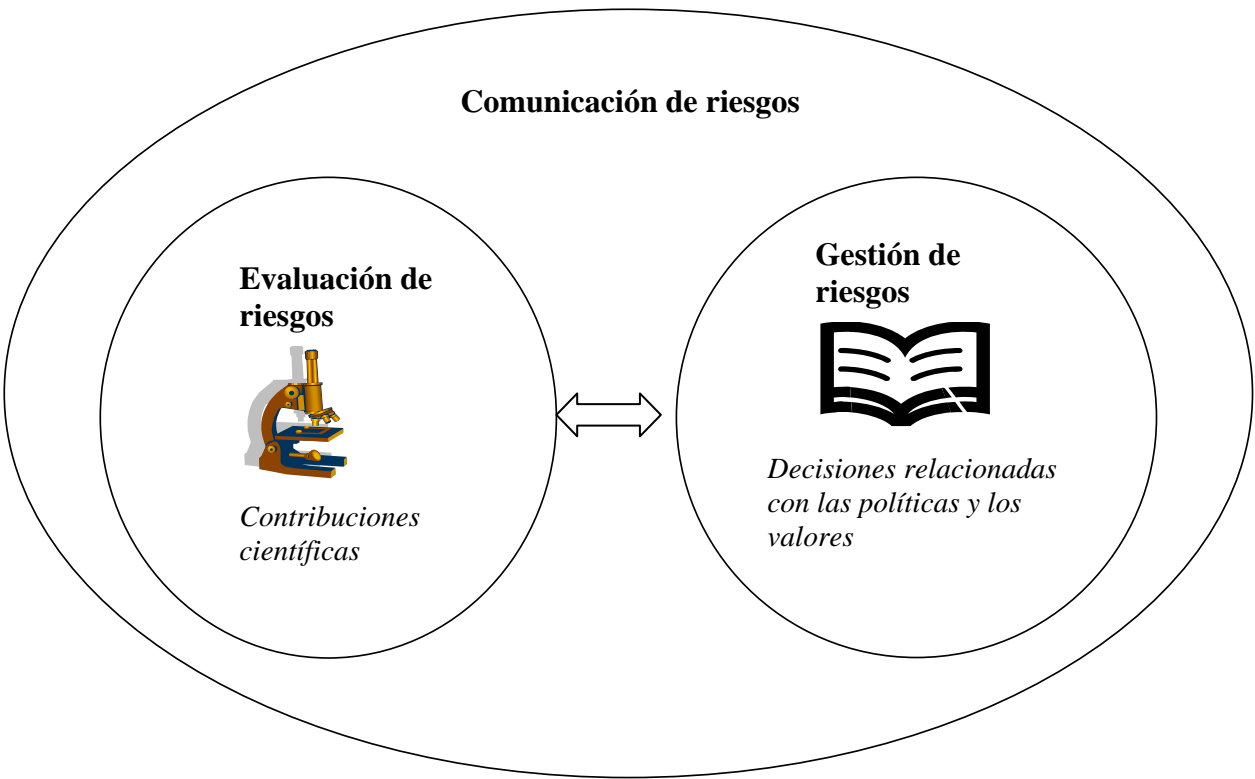 Comunicación de riesgos
Evaluación de
riesgos
Contribuciones
científicas
Gestión de
riesgos
Decisiones relacionadas
con las políticas y los
valores